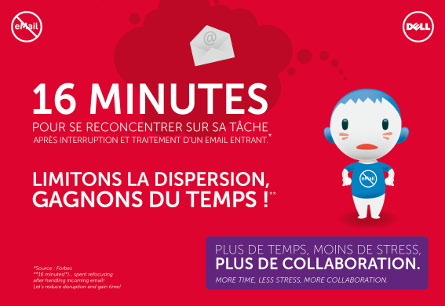 eMail
DELL
@
16 MINUTES
POUR SE RECONCENTRER SUR SA TÂCHE
APRÈS INTERRUPTION ET TRAITEMENT D'UN EMAIL ENTRANT.*
LIMITONS LA DISPERSION,
GAGNONS DU TEMPS !**
eMail
PLUS DE TEMPS, MOINS DE STRESS,
PLUS DE COLLABORATION.
MORE TIME, LESS STRESS, MORE COLLABORATION.
*Source : Forbes
**16 minutes(*)... spent refocusing
after handling incoming email!
Let's reduce disruption and gain time!